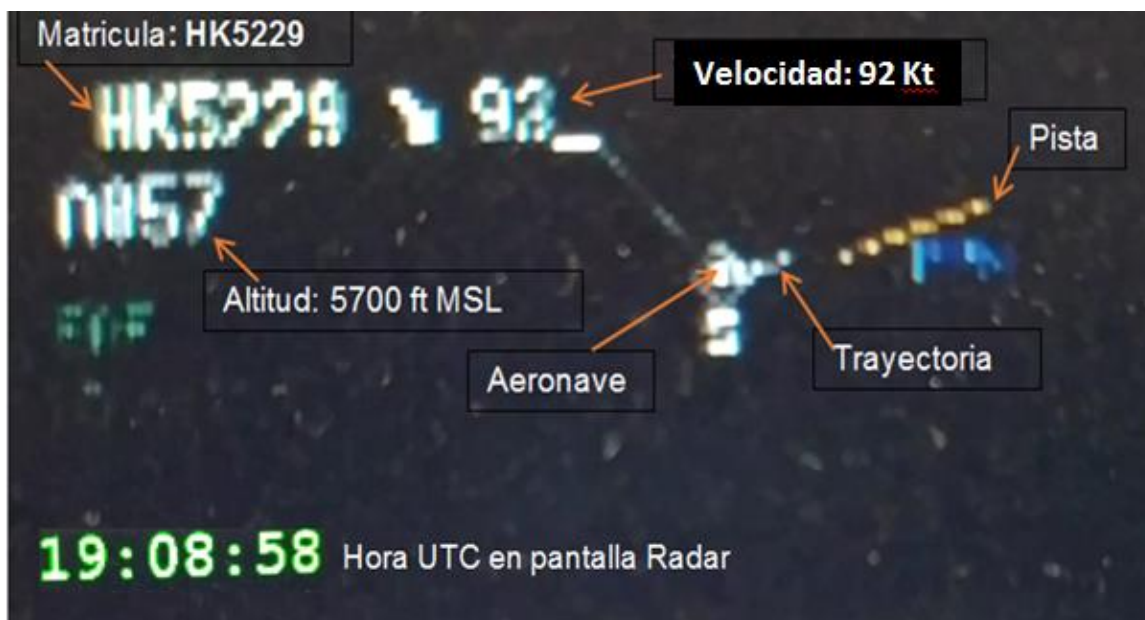 Matricula: HK5229
HK5229 92
Velocidad: 92 Kt
Pista
057
Altitud: 5700 ft MSL
Trayectoria
Aeronave
S
19:08:58 Hora UTC en pantalla Radar